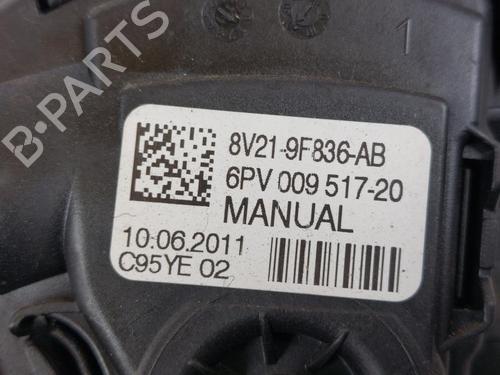 B-PARTS
1
8V21-9F836-AB
6PV 009 517-20
MANUAL
10.06.2011
C95YE 02